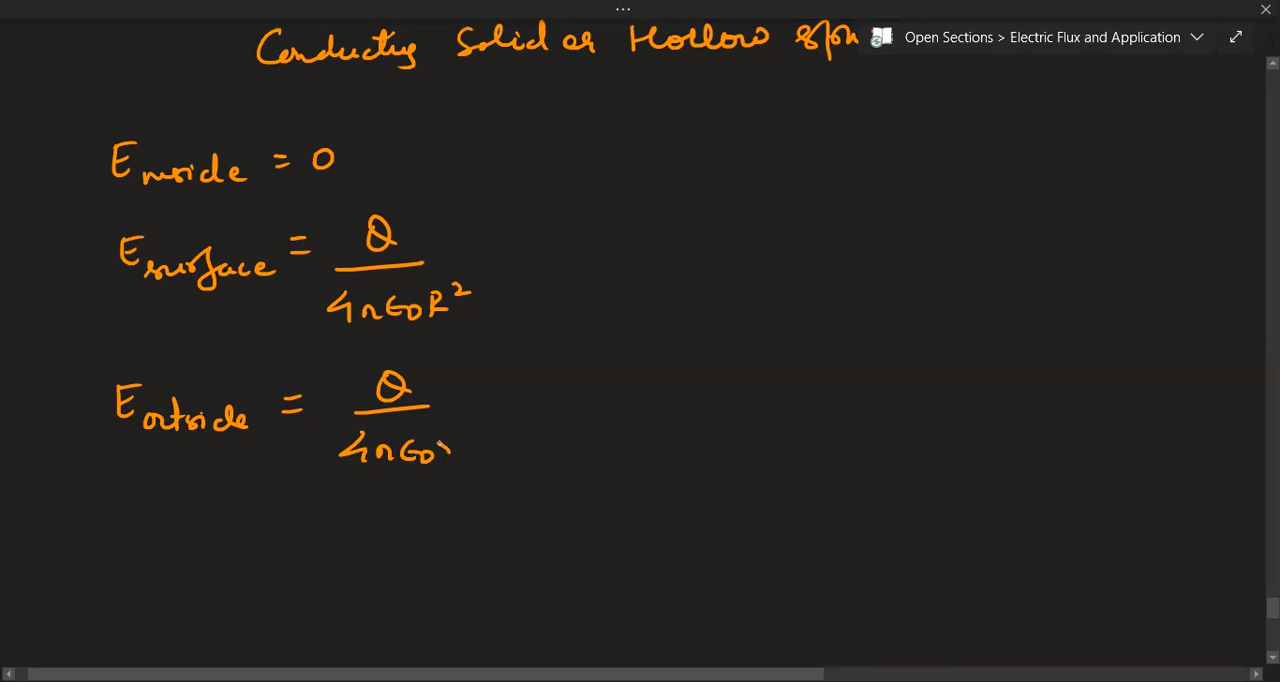 Conducting Solid or Hollow
Open Sections > Electric Flux and Application
E inside = 0
E surface = Q / 4πε0R²
E outside = Q / 4πε0